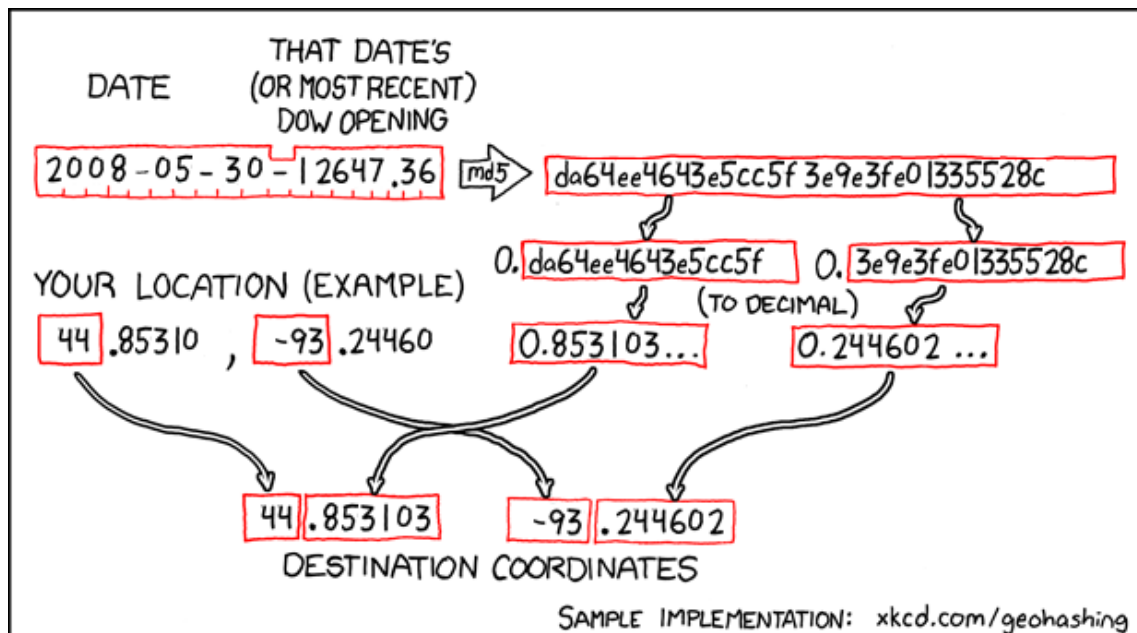 DATE
THAT DATE'S
(OR MOST RECENT)
DOW OPENING
2008-05-30-12647.36
md5
da64ee4643e5cc5f3e9e3fe01335528c
0.da64ee4643e5cc5f
0.3e9e3fe01335528c
YOUR LOCATION (EXAMPLE)
(TO DECIMAL)
44.85310, -93.24460
0.853103...
0.244602...
44.853103
-93.244602
DESTINATION COORDINATES
SAMPLE IMPLEMENTATION: xkcd.com/geohashing